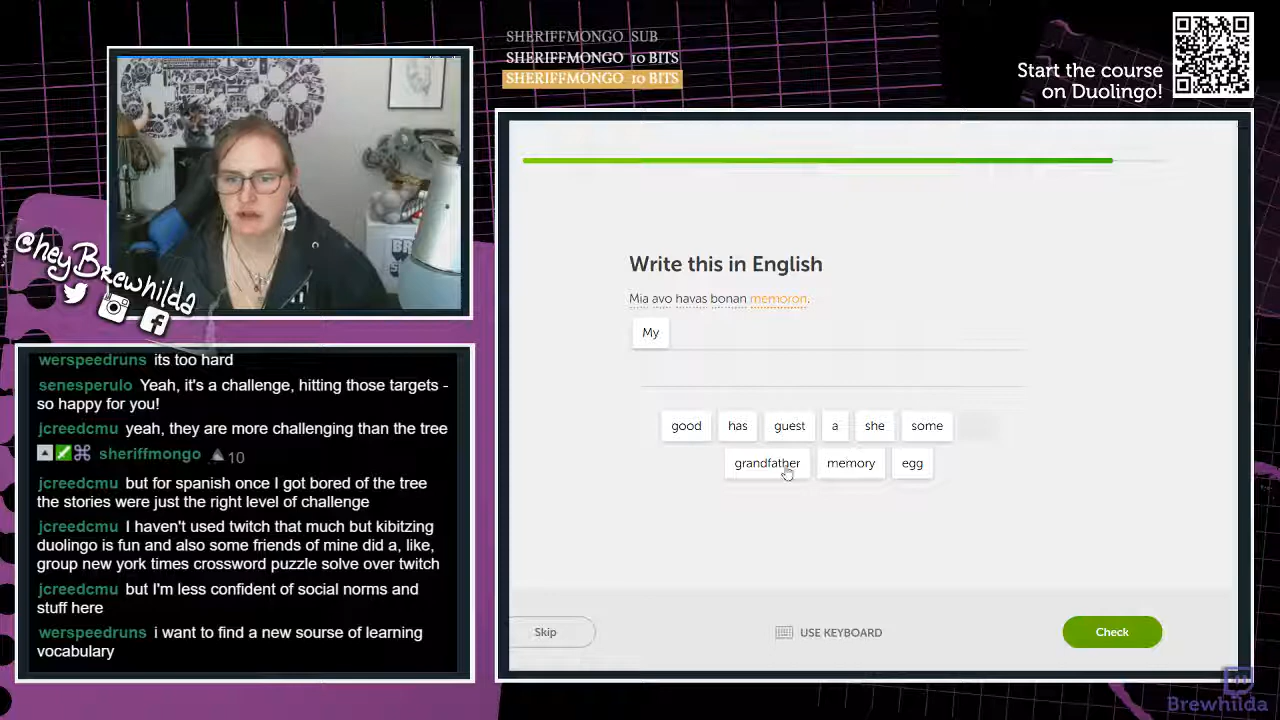 SHERIFFMONGO SUB
SHERIFFMONGO 10 BITS
SHERIFFMONGO 10 BITS
Start the course
on Duolingo!
@heyBrewhilda
Write this in English
Mia avo havas bonan memoron.
My
good has guest a she some
grandfather memory egg
Skip
USE KEYBOARD
Check
werspeedruns its too hard
senesperulo Yeah, it's a challenge, hitting those targets -
so happy for you!
jcreedcmu yeah, they are more challenging than the tree
sheriffmongo 10
jcreedcmu but for spanish once I got bored of the tree
the stories were just the right level of challenge
jcreedcmu I haven't used twitch that much but kibitzing
duolingo is fun and also some friends of mine did a, like,
group new york times crossword puzzle solve over twitch
jcreedcmu but I'm less confident of social norms and
stuff here
werspeedruns i want to find a new sourse of learning
vocabulary
Brewhilda